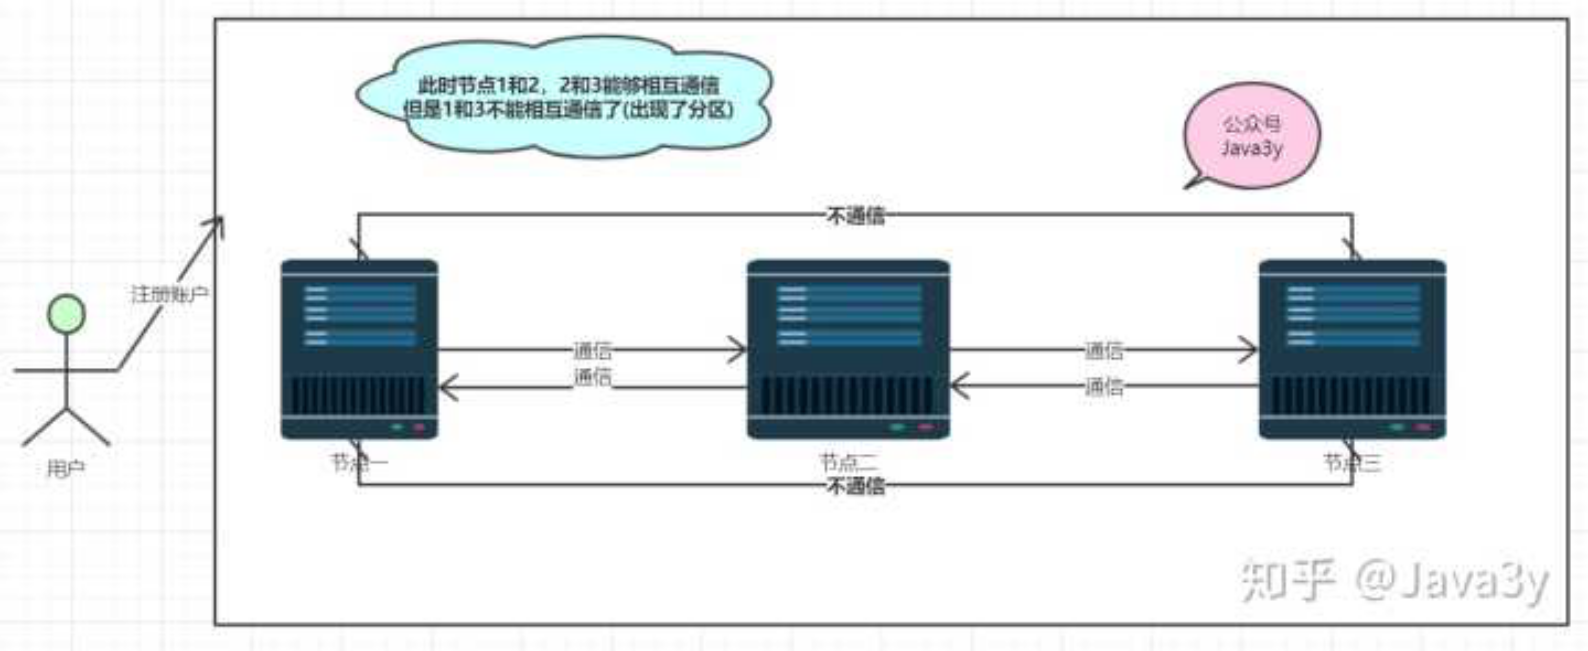 此时节点1和2，2和3能够相互通信
但是1和3不能相互通信了(出现了分区)
公众号
Java3y
不通信
注册账户
通信
通信
通信
通信
用户
节点一
节点二
节点三
不通信
知乎 @Java3y